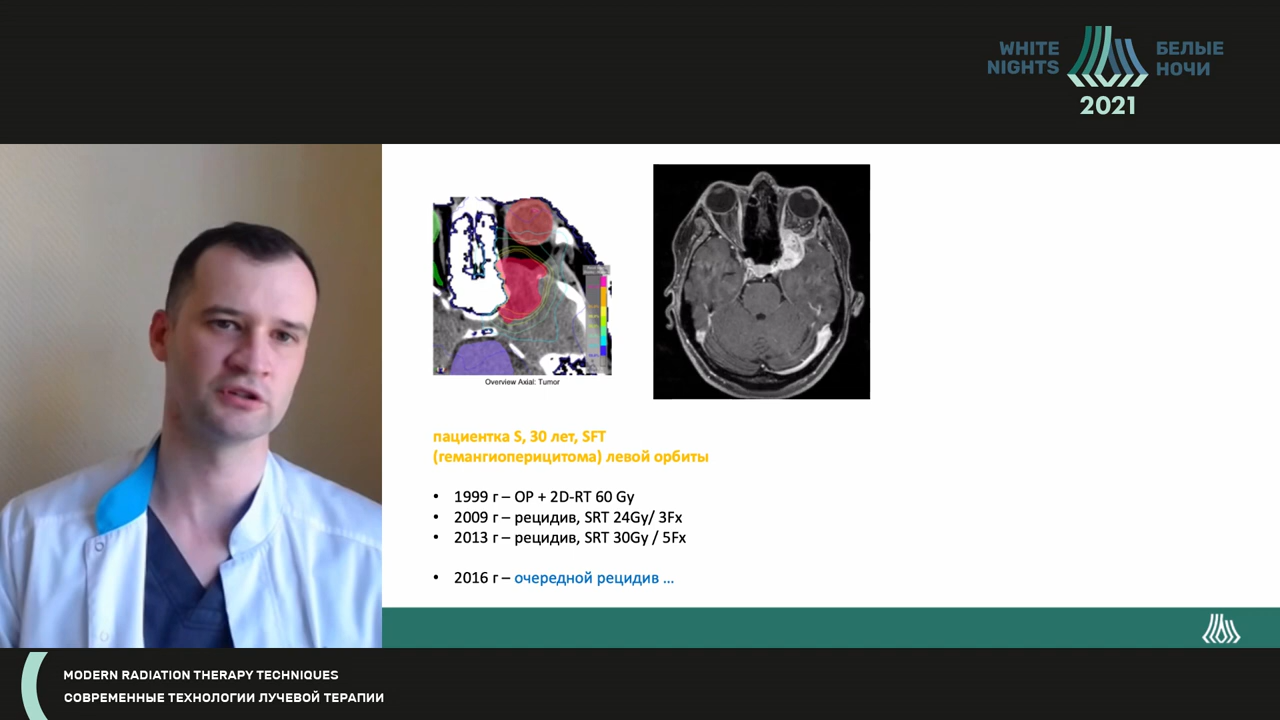 WHITE
NIGHTS
БЕЛЫЕ
НОЧИ
2021
Overview Axial: Tumor
пациентка S, 30 лет, SFT
(гемангиоперицитома) левой орбиты
• 1999 г – ОР + 2D-RT 60 Gy
• 2009 г – рецидив, SRT 24Gy/ 3Fx
• 2013 г – рецидив, SRT 30Gy / 5Fx
• 2016 г – очередной рецидив ...
MODERN RADIATION THERAPY TECHNIQUES
СОВРЕМЕННЫЕ ТЕХНОЛОГИИ ЛУЧЕВОЙ ТЕРАПИИ